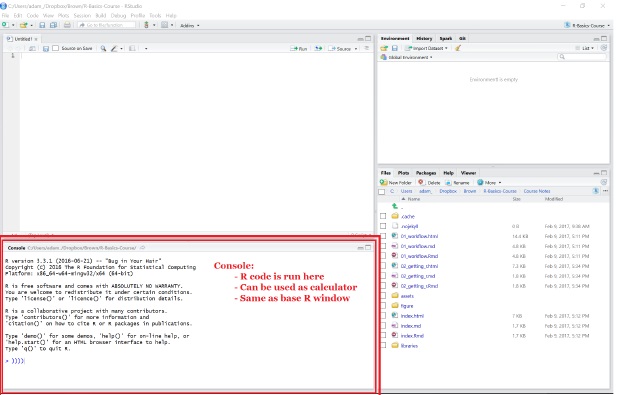 C:/Users/adam_/Dropbox/Brown/R-Basics-Course - RStudio
File Edit Code View Plots Session Build Debug Profile Tools Help
Go to file/function
Addins
R-Basics-Course
Untitled1
Source on Save
Run
Source
1
Environment History Spark Git
Import Dataset
List
Global Environment
Environment is empty
Files Plots Packages Help Viewer
New Folder Delete Rename More
C: Users adam_ Dropbox Brown R-Basics-Course Course Notes
Name Size Modified
..
.cache
.nojekyll 0 B Feb 9, 2017, 9:38 AM
01_workflow.html 14.4 KB Feb 9, 2017, 5:11 PM
01_workflow.md 4.8 KB Feb 9, 2017, 5:11 PM
01_workflow.Rmd 4.8 KB Feb 9, 2017, 5:11 PM
7.3 KB Feb 9, 2017, 5:34 PM
1.8 KB Feb 9, 2017, 5:34 PM
1.8 KB Feb 9, 2017, 5:34 PM
assets
figure
index.html 7 KB Feb 9, 2017, 5:12 PM
index.md 1.7 KB Feb 9, 2017, 5:12 PM
index.Rmd 1.7 KB Feb 9, 2017, 5:12 PM
libraries
Console C:/Users/adam_/Dropbox/Brown/R-Basics-Course/
R version 3.3.1 (2016-06-21) -- "Bug in Your Hair"
Copyright (C) 2016 The R Foundation for Statistical Computing
Platform: x86_64-w64-mingw32/x64 (64-bit)
R is free software and comes with ABSOLUTELY NO WARRANTY.
You are welcome to redistribute it under certain conditions.
Type 'license()' or 'licence()' for distribution details.
R is a collaborative project with many contributors.
Type 'contributors()' for more information and
'citation()' on how to cite R or R packages in publications.
Type 'demo()' for some demos, 'help()' for on-line help, or
'help.start()' for an HTML browser interface to help.
Type 'q()' to quit R.
> ))))
Console:
- R code is run here
- Can be used as calculator
- Same as base R window